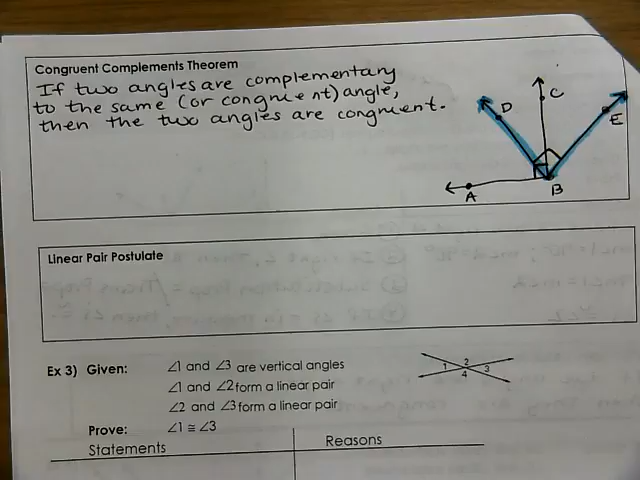 Congruent Complements Theorem
If two angles are complementary
to the same (or congruent) angle,
then the two angles are congruent.
D
C
E
A
B
Linear Pair Postulate
Ex 3) Given: ∠1 and ∠3 are vertical angles
∠1 and ∠2 form a linear pair
∠2 and ∠3 form a linear pair
1 2 3
4
Prove: ∠1 ≅ ∠3
Statements Reasons